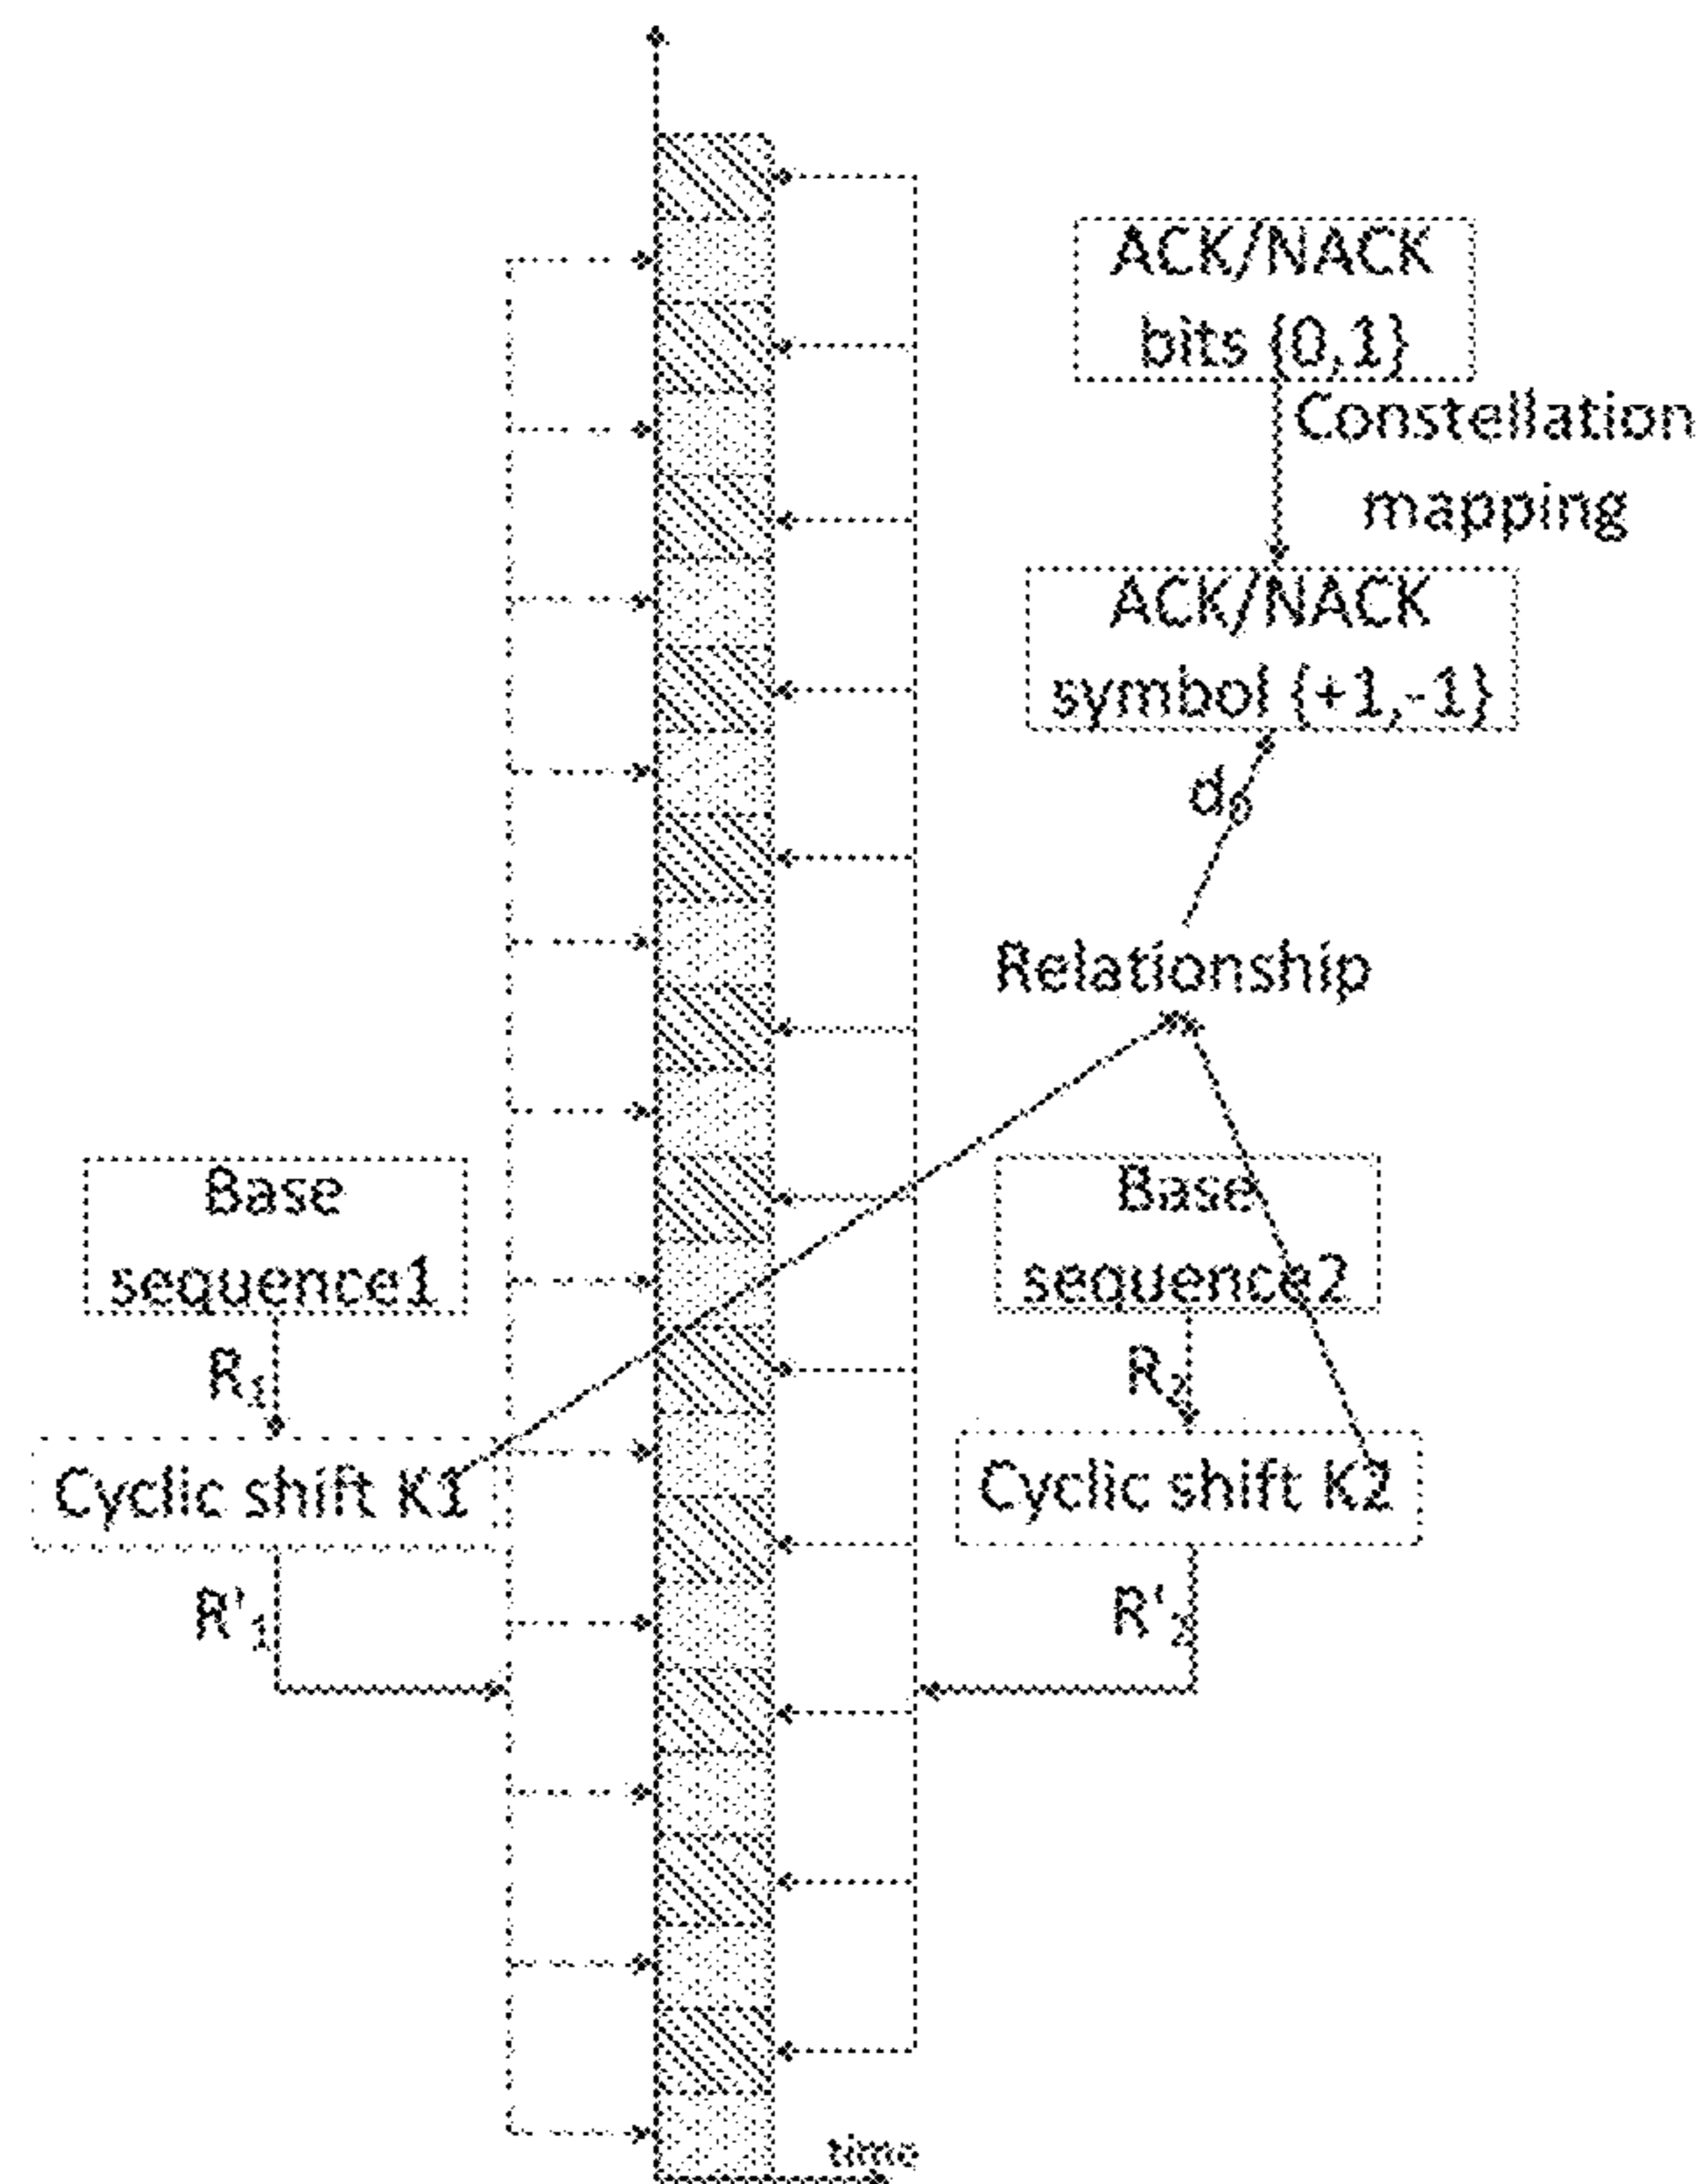 ACK/NACK
bits {0,1}
Constellation
mapping
ACK/NACK
symbol {+1,-1}
d0
Relationship
Base
sequence1
R1
Cyclic shift K1
R'1
Base
sequence2
R2
Cyclic shift K2
R'2
time